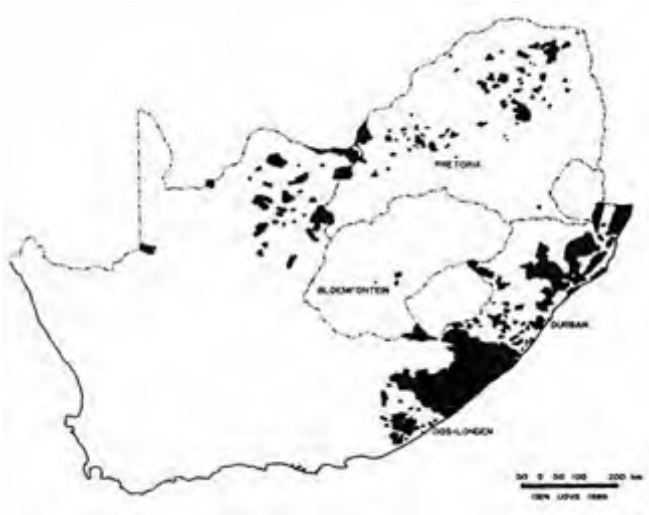 PRETORIA
BLOEMFONTEIN
DURBAN
OOS-LONDEN
50 0 50 100 200 km